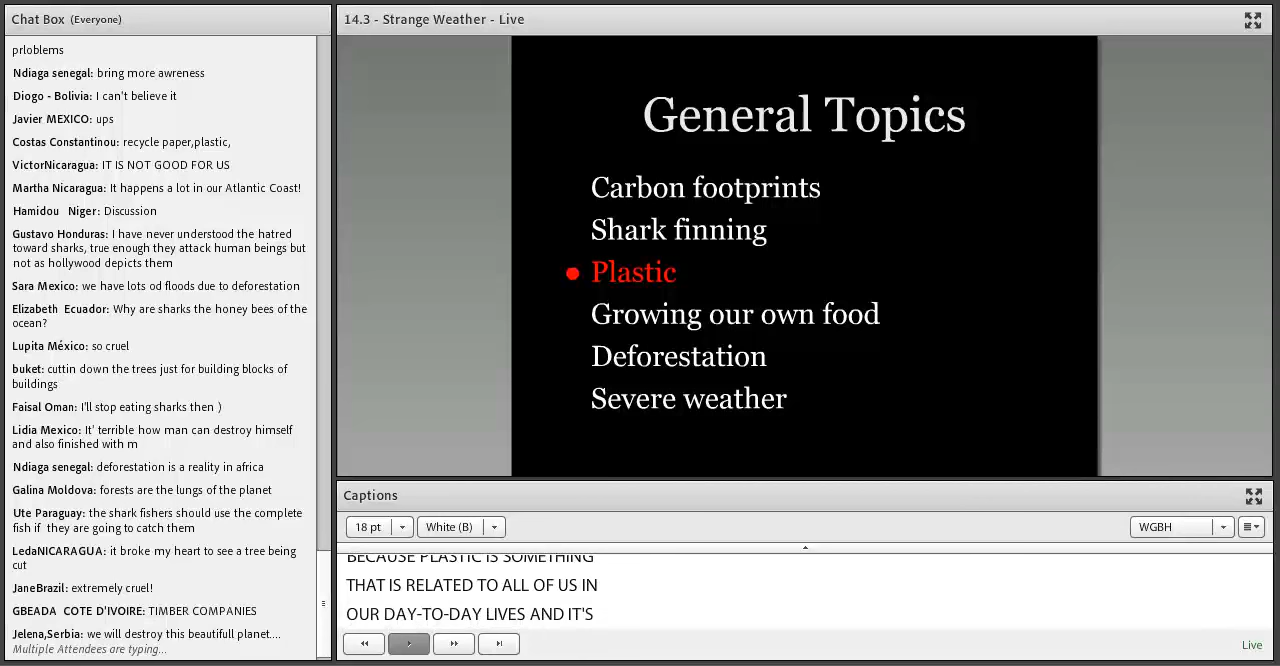 Chat Box (Everyone)
prloblems
Ndiaga senegal: bring more awreness
Diogo - Bolivia: I can't believe it
Javier MEXICO: ups
Costas Constantinou: recycle paper,plastic,
VictorNicaragua: IT IS NOT GOOD FOR US
Martha Nicaragua: It happens a lot in our Atlantic Coast!
Hamidou Niger: Discussion
Gustavo Honduras: I have never understood the hatred
toward sharks, true enough they attack human beings but
not as hollywood depicts them
Sara Mexico: we have lots od floods due to deforestation
Elizabeth Ecuador: Why are sharks the honey bees of the
ocean?
Lupita México: so cruel
buket: cuttin down the trees just for building blocks of
buildings
Faisal Oman: I'll stop eating sharks then )
Lidia Mexico: It' terrible how man can destroy himself
and also finished with m
Ndiaga senegal: deforestation is a reality in africa
Galina Moldova: forests are the lungs of the planet
Ute Paraguay: the shark fishers should use the complete
fish if they are going to catch them
LedaNICARAGUA: it broke my heart to see a tree being
cut
JaneBrazil: extremely cruel!
GBEADA COTE D'IVOIRE: TIMBER COMPANIES
Jelena,Serbia: we will destroy this beautifull planet....
Multiple Attendees are typing...
14.3 - Strange Weather - Live
General Topics
Carbon footprints
Shark finning
• Plastic
Growing our own food
Deforestation
Severe weather
Captions
18 pt
White (B)
WGBH
BECAUSE PLASTIC IS SOMETHING
THAT IS RELATED TO ALL OF US IN
OUR DAY-TO-DAY LIVES AND IT'S
Live